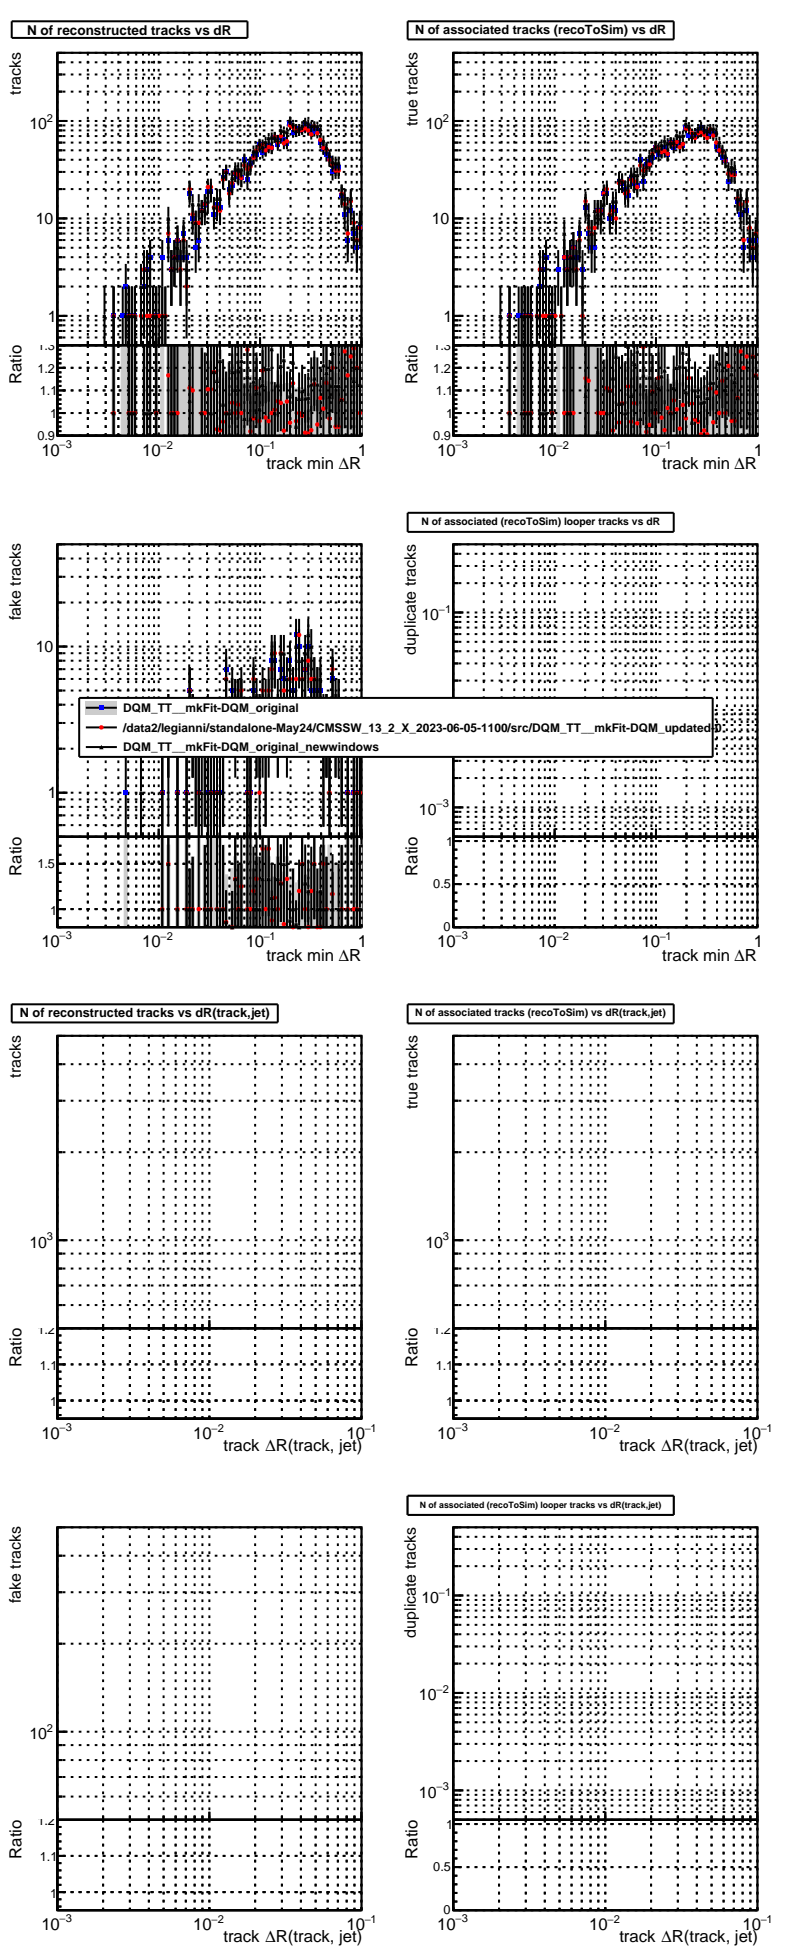 N of reconstructed tracks vs dR
tracks
10²
10
1
Ratio
1.3
1.2
1.1
1
0.9
10⁻³
10⁻²
10⁻¹
1
track min ΔR
N of associated tracks (recoToSim) vs dR
true tracks
10²
10
1
Ratio
1.3
1.2
1.1
1
0.9
10⁻³
10⁻²
10⁻¹
1
track min ΔR
fake tracks
10
1
Ratio
1.5
1
10⁻³
10⁻²
10⁻¹
1
track min ΔR
N of associated (recoToSim) looper tracks vs dR
duplicate tracks
10⁻¹
10⁻³
Ratio
1
0.5
0
10⁻³
10⁻²
10⁻¹
1
track min ΔR
DQM_TT__mkFit-DQM_original
/data2/legianni/standalone-May24/CMSSW_13_2_X_2023-06-05-1100/src/DQM_TT__mkFit-DQM_updated
DQM_TT__mkFit-DQM_original_newwindows
N of reconstructed tracks vs dR(track,jet)
tracks
10³
Ratio
1.2
1.1
1
10⁻³
10⁻²
10⁻¹
track ΔR(track, jet)
N of associated tracks (recoToSim) vs dR(track,jet)
true tracks
10³
Ratio
1.2
1.1
1
10⁻³
10⁻²
10⁻¹
track ΔR(track, jet)
fake tracks
10²
Ratio
1.2
1.1
1
10⁻³
10⁻²
10⁻¹
track ΔR(track, jet)
N of associated (recoToSim) looper tracks vs dR(track,jet)
duplicate tracks
10⁻¹
10⁻²
10⁻³
Ratio
1
0.5
0
10⁻³
10⁻²
10⁻¹
track ΔR(track, jet)